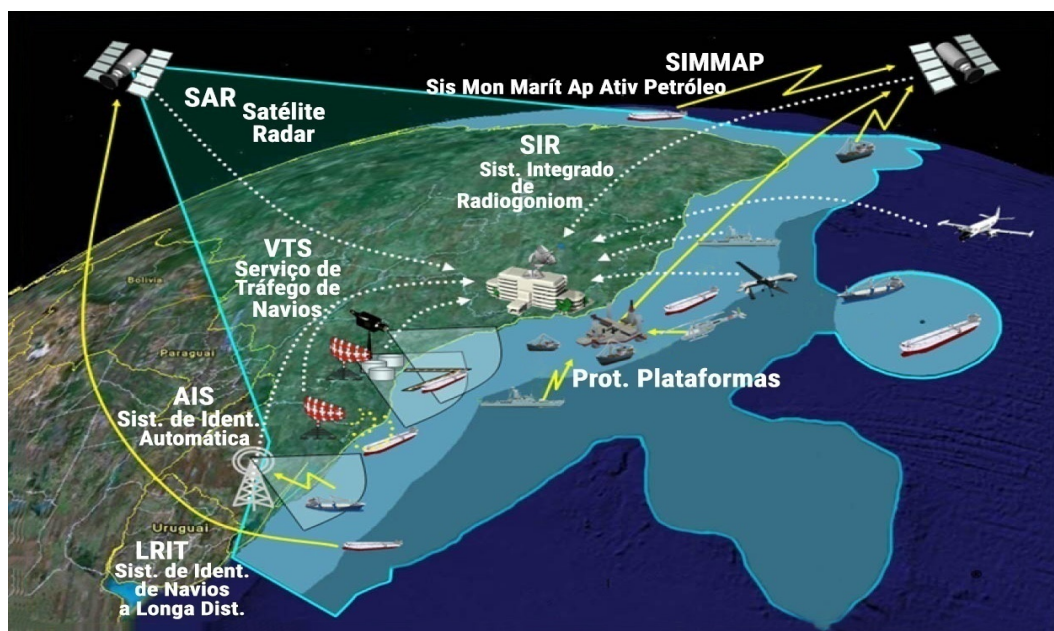 SIMMAP
Sis Mon Marít Ap Ativ Petróleo
SAR
Satélite
Radar
SIR
Sist. Integrado
de
Radiogoniom
VTS
Serviço de
Tráfego de
Navios
Bolivia
Paraguai
Prot. Plataformas
AIS
Sist. de Ident.
Automática
Uruguai
LRIT
Sist. de Ident.
de Navios
a Longa Dist.